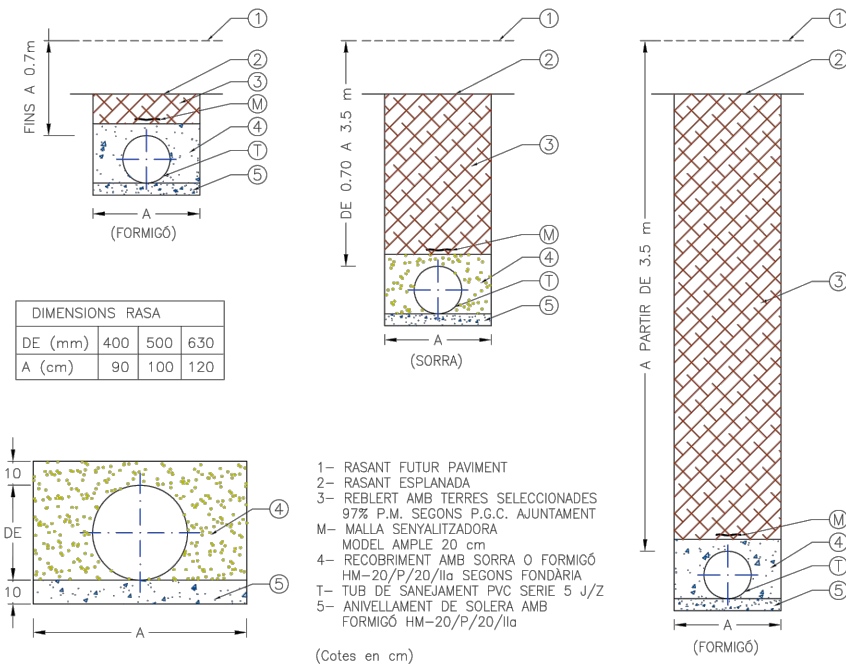 1
2
3
M
4
T
5
FINS A 0.7m
A
(FORMIGÓ)
1
2
3
M
4
T
5
DE 0.70 A 3.5 m
A
(SORRA)
1
2
3
M
4
T
5
A PARTIR DE 3.5 m
A
(FORMIGÓ)
DIMENSIONS RASA
DE (mm) 400 500 630
A (cm) 90 100 120
10
DE
10
4
5
A
1- RASANT FUTUR PAVIMENT
2- RASANT ESPLANADA
3- REBLERT AMB TERRES SELECCIONADES
97% P.M. SEGONS P.G.C. AJUNTAMENT
M- MALLA SENYALITZADORA
MODEL AMPLE 20 cm
4- RECOBRIMENT AMB SORRA O FORMIGÓ
HM-20/P/20/IIa SEGONS FONDÀRIA
T- TUB DE SANEJAMENT PVC SERIE 5 J/Z
5- ANIVELLAMENT DE SOLERA AMB
FORMIGÓ HM-20/P/20/IIa
(Cotes en cm)